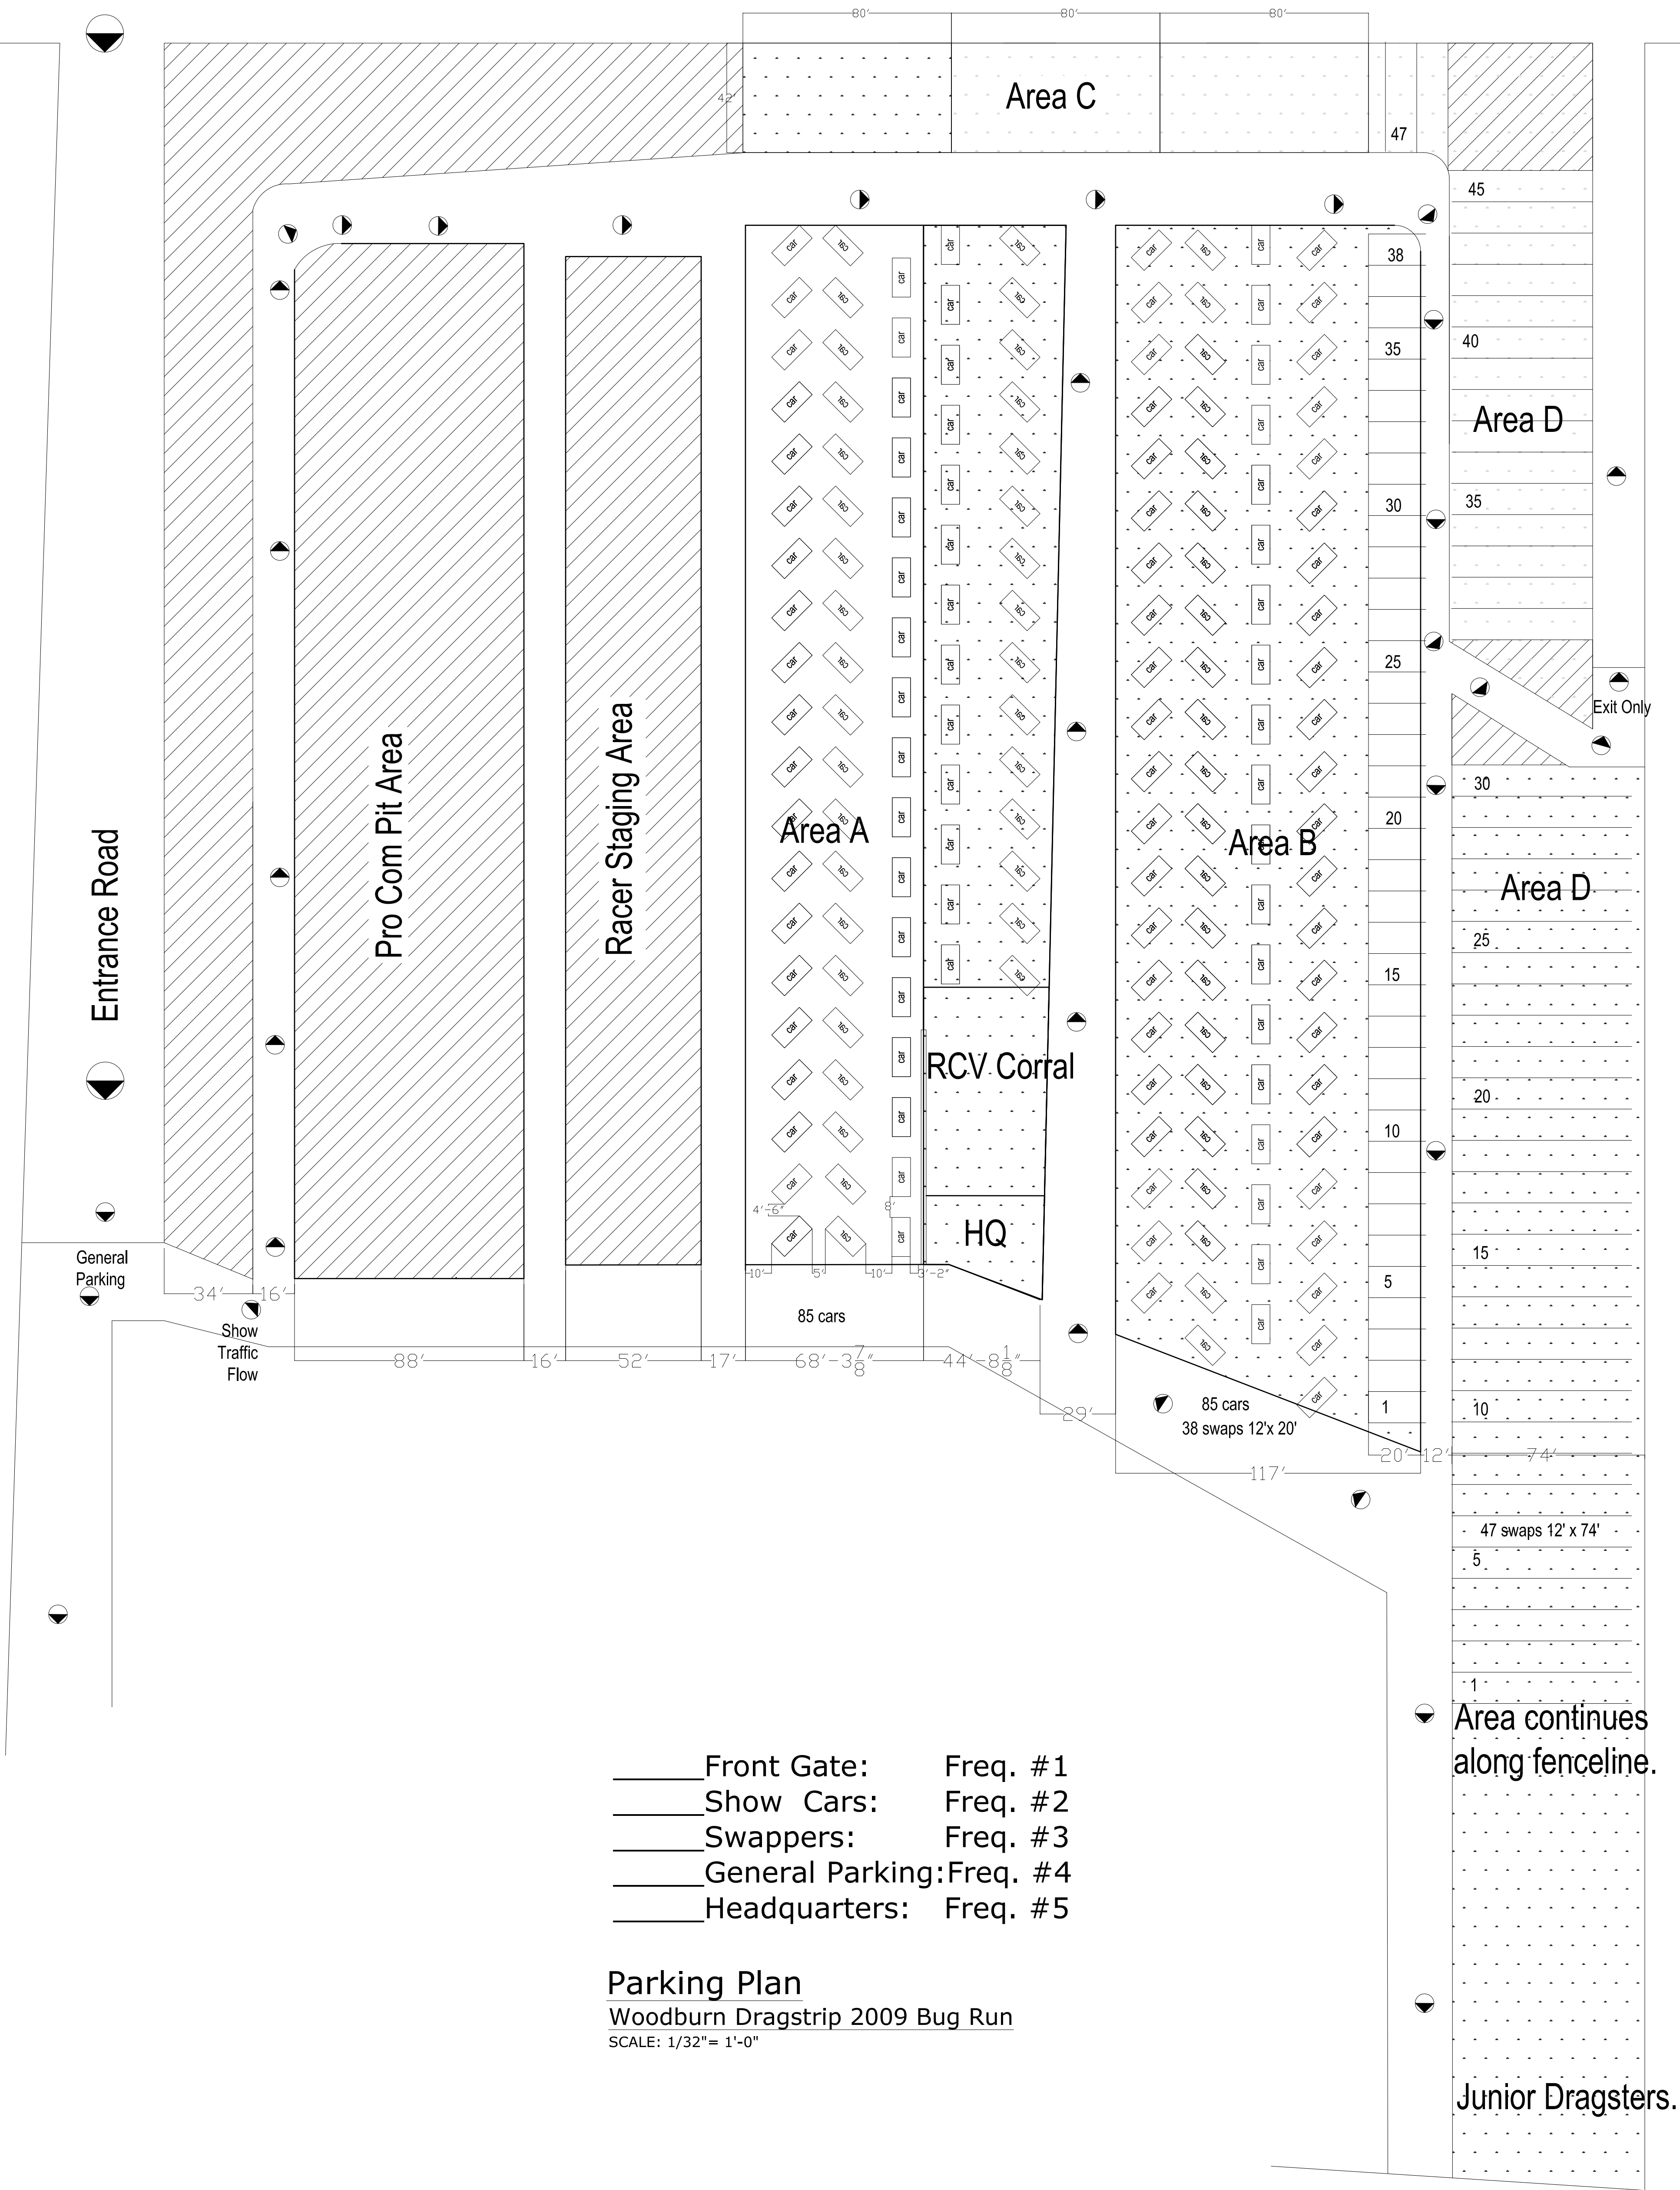 80'
80'
80'
42'
Area C
47
45
38
40
35
Area D
35
30
25
Exit Only
30
20
Area A
Area B
Area D
Entrance Road
Pro Com Pit Area
Racer Staging Area
25
15
RCV Corral
20
10
4'-6"
8'
HQ
15
General
Parking
34'
16'
10'
5'
10'
3'-2"
5
85 cars
Show
Traffic
Flow
88'
16'
52'
17'
68'-3 7/8"
44'-8 1/8"
29'
85 cars
38 swaps 12'x 20'
1
10
20'
12'
74'
117'
47 swaps 12' x 74'
5
1
Area continues
along fenceline.
______Front Gate: Freq. #1
______Show Cars: Freq. #2
______Swappers: Freq. #3
______General Parking:Freq. #4
______Headquarters: Freq. #5
Parking Plan
Woodburn Dragstrip 2009 Bug Run
SCALE: 1/32"= 1'-0"
Junior Dragsters.